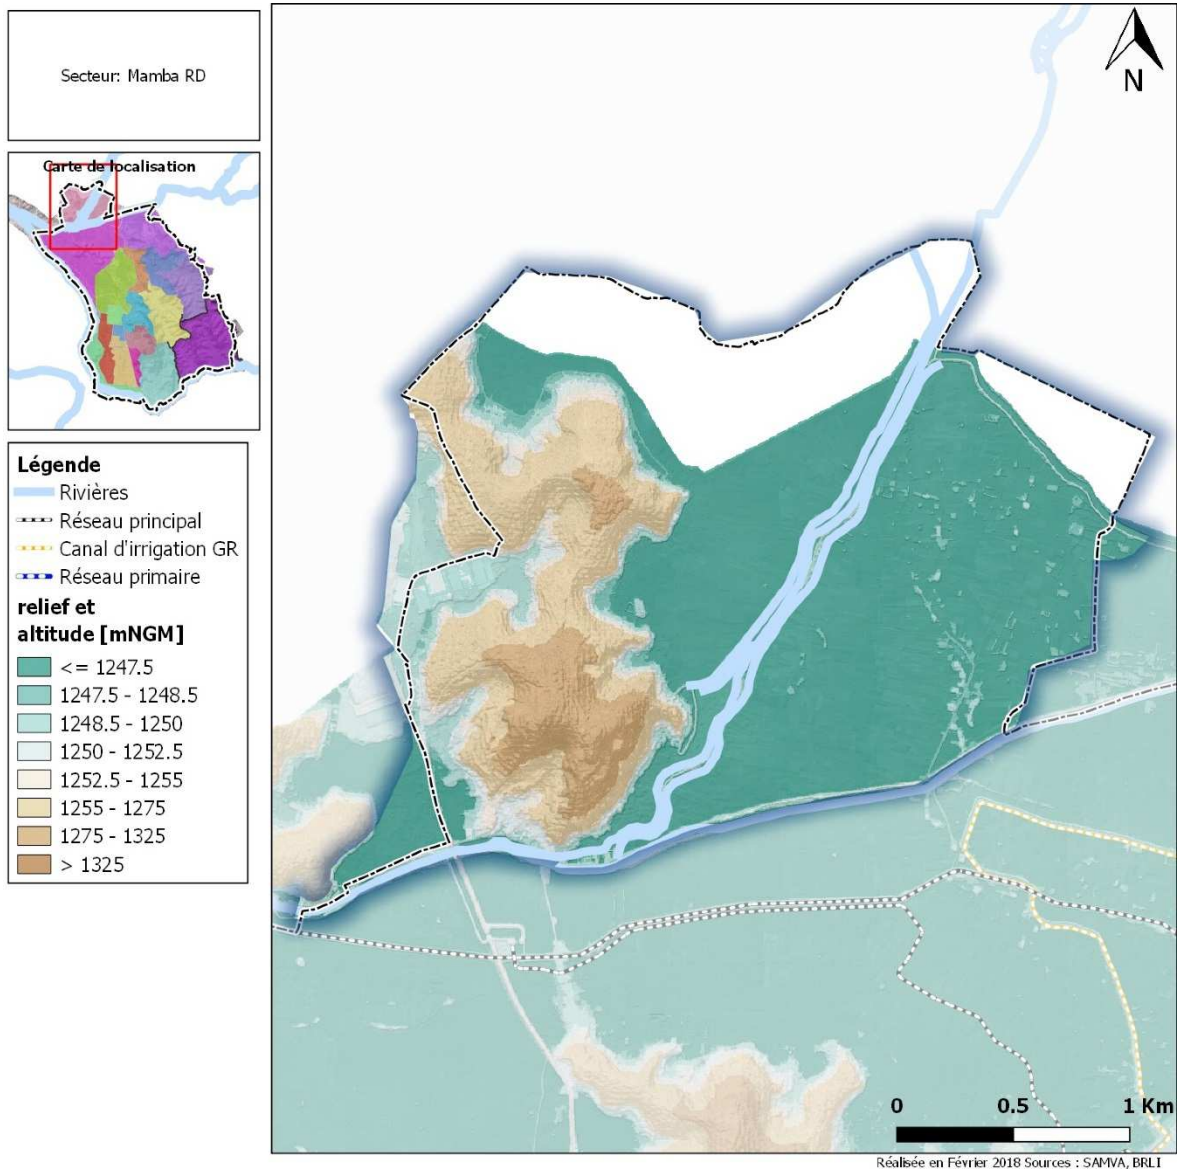 Secteur: Mamba RD
Carte de localisation
Légende
Rivières
Réseau principal
Canal d'irrigation GR
Réseau primaire
relief et
altitude [mNGM]
<= 1247.5
1247.5 - 1248.5
1248.5 - 1250
1250 - 1252.5
1252.5 - 1255
1255 - 1275
1275 - 1325
> 1325
N
0 0.5 1 Km
Réalisée en Février 2018 Sources : SAMVA, BRLI